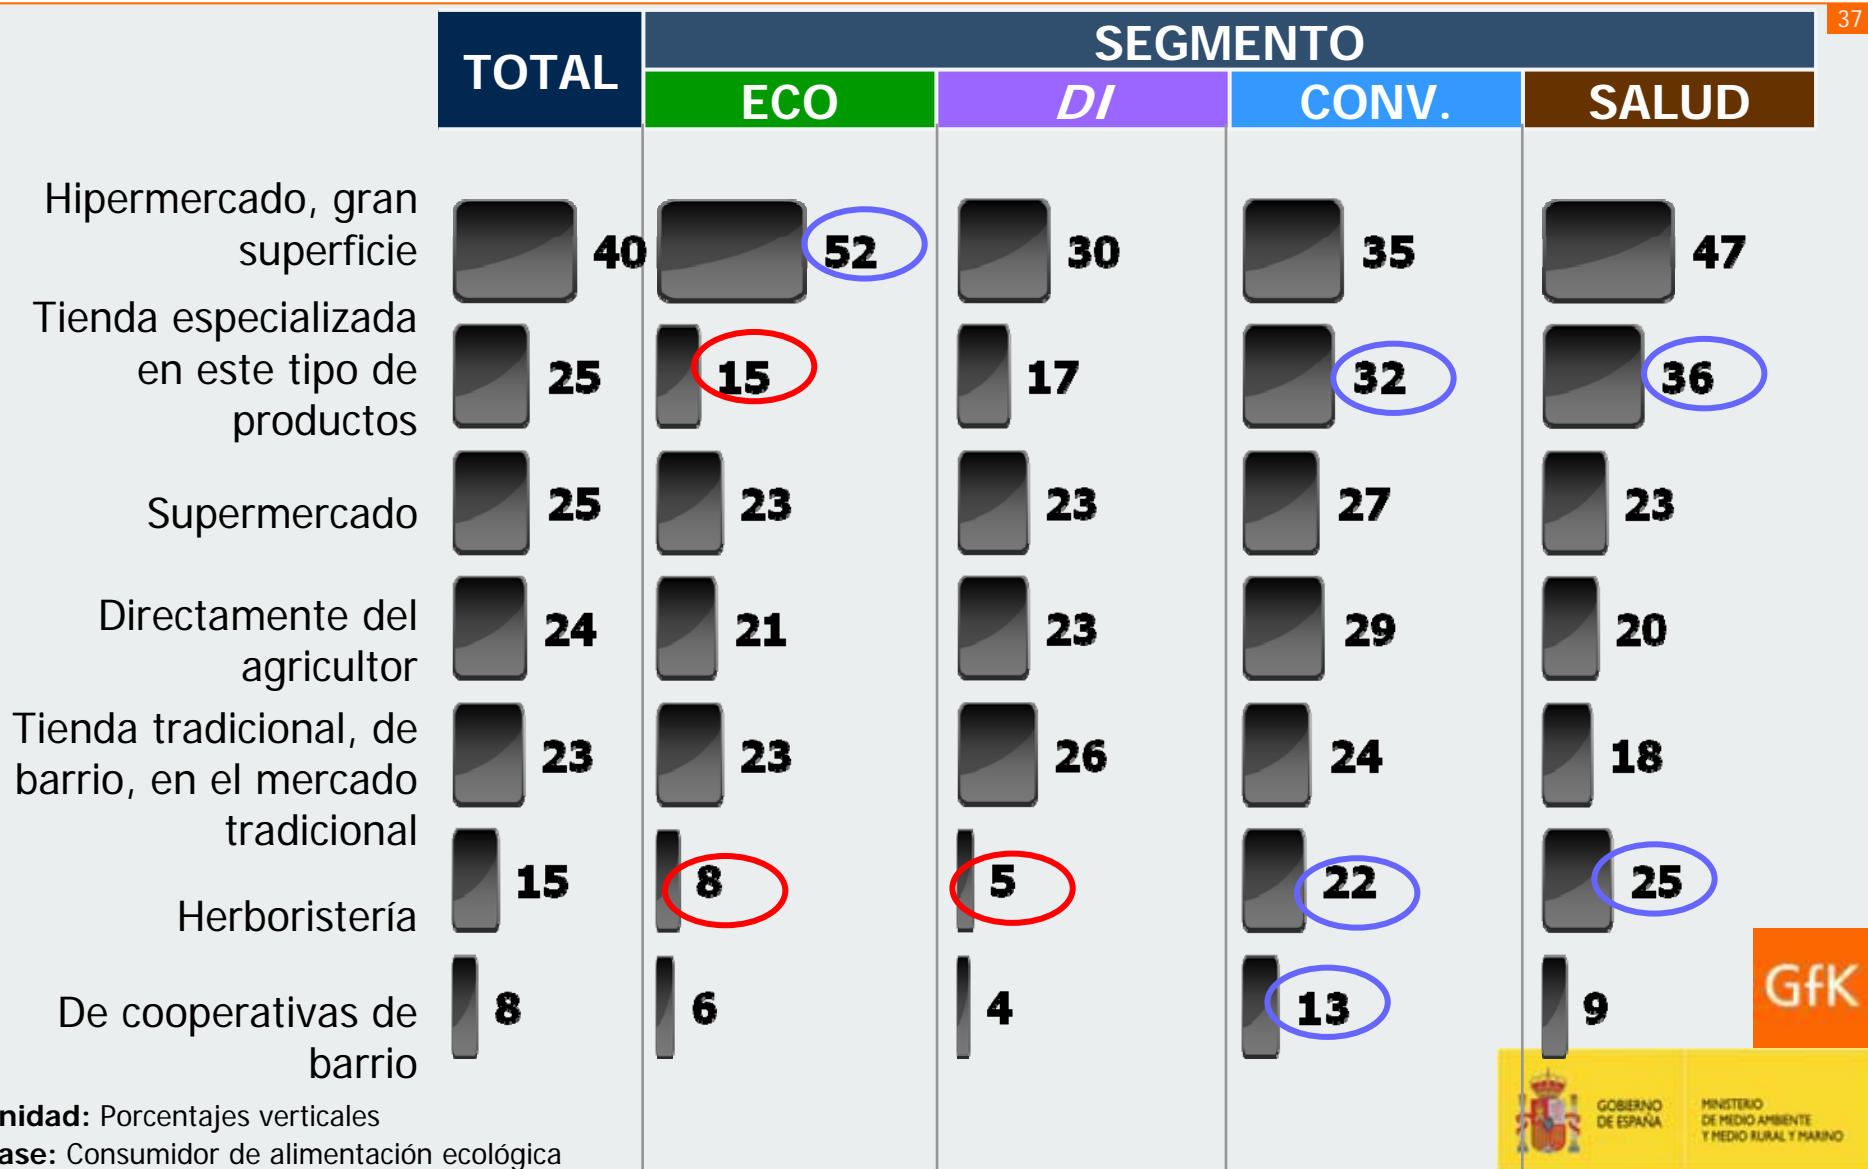 37
TOTAL
SEGMENTO
ECO
DI
CONV.
SALUD
Hipermercado, gran
superficie
40
52
30
35
47
Tienda especializada
en este tipo de
productos
25
15
17
32
36
Supermercado
25
23
23
27
23
Directamente del
agricultor
24
21
23
29
20
Tienda tradicional, de
barrio, en el mercado
tradicional
23
23
26
24
18
Herboristería
15
8
5
22
25
De cooperativas de
barrio
8
6
4
13
9
GfK
GOBIERNO
DE ESPAÑA
MINISTERIO
DE MEDIO AMBIENTE
Y MEDIO RURAL Y MARINO
nidad: Porcentajes verticales
ase: Consumidor de alimentación ecológica